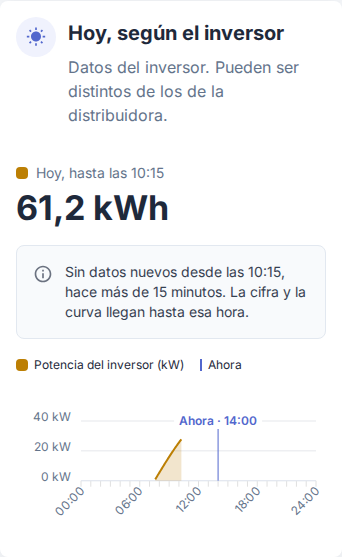 Hoy, según el inversor
Datos del inversor. Pueden ser
distintos de los de la
distribuidora.
Hoy, hasta las 10:15
61,2 kWh
Sin datos nuevos desde las 10:15,
hace más de 15 minutos. La cifra y la
curva llegan hasta esa hora.
Potencia del inversor (kW)
Ahora
Ahora · 14:00
40 kW
20 kW
0 kW
00:00
06:00
12:00
18:00
24:00